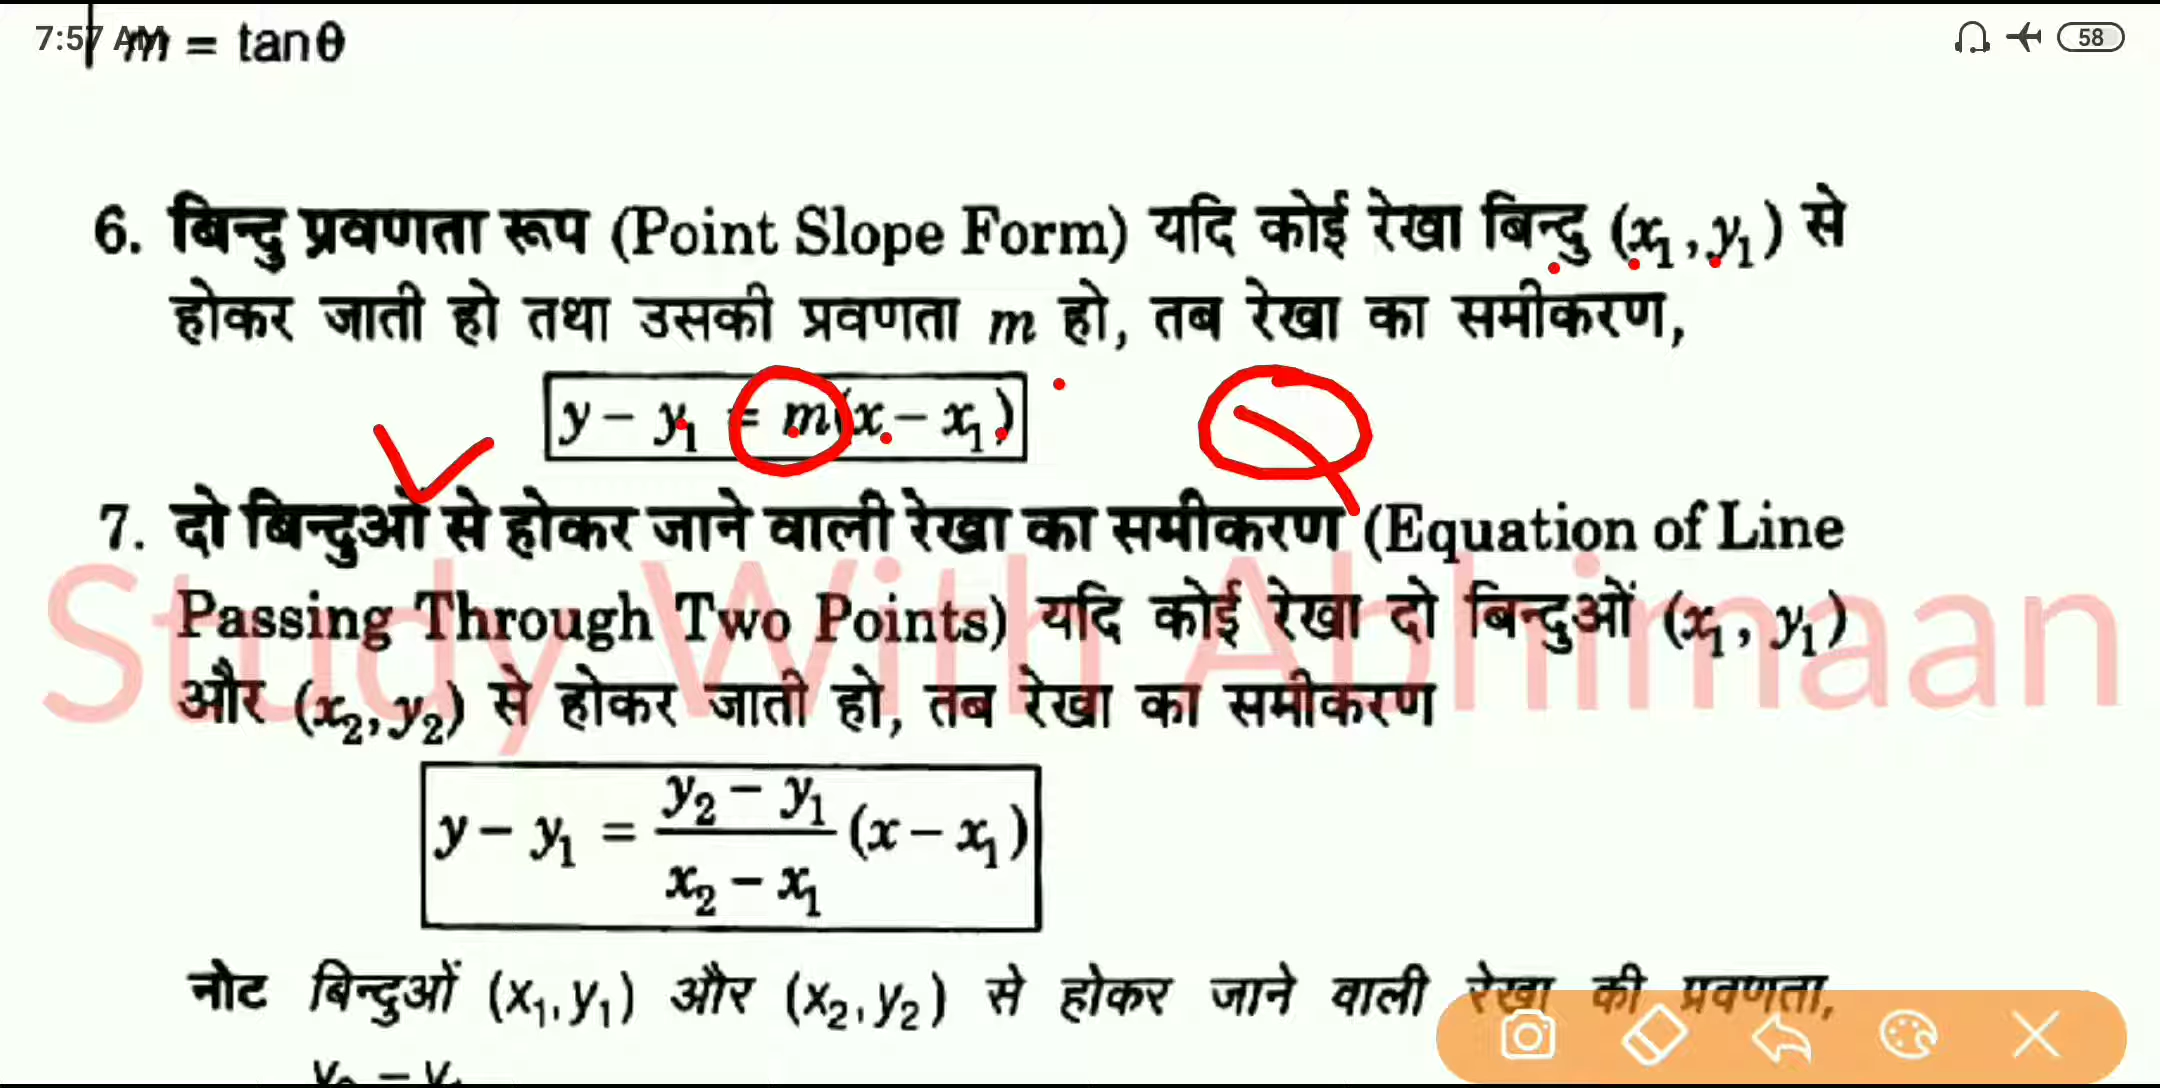 7:57 AM
m = tanθ
58
6. बिन्दु प्रवणता रूप (Point Slope Form) यदि कोई रेखा बिन्दु (x₁, y₁) से
होकर जाती हो तथा उसकी प्रवणता m हो, तब रेखा का समीकरण,
y − y₁ = m(x − x₁)
7. दो बिन्दुओं से होकर जाने वाली रेखा का समीकरण (Equation of Line
Passing Through Two Points) यदि कोई रेखा दो बिन्दुओं (x₁, y₁)
Study With Abhimaan
और (x₂, y₂) से होकर जाती हो, तब रेखा का समीकरण
y − y₁ = (y₂ − y₁)/(x₂ − x₁) (x − x₁)
नोट बिन्दुओं (x₁, y₁) और (x₂, y₂) से होकर जाने वाली रेखा की प्रवणता,